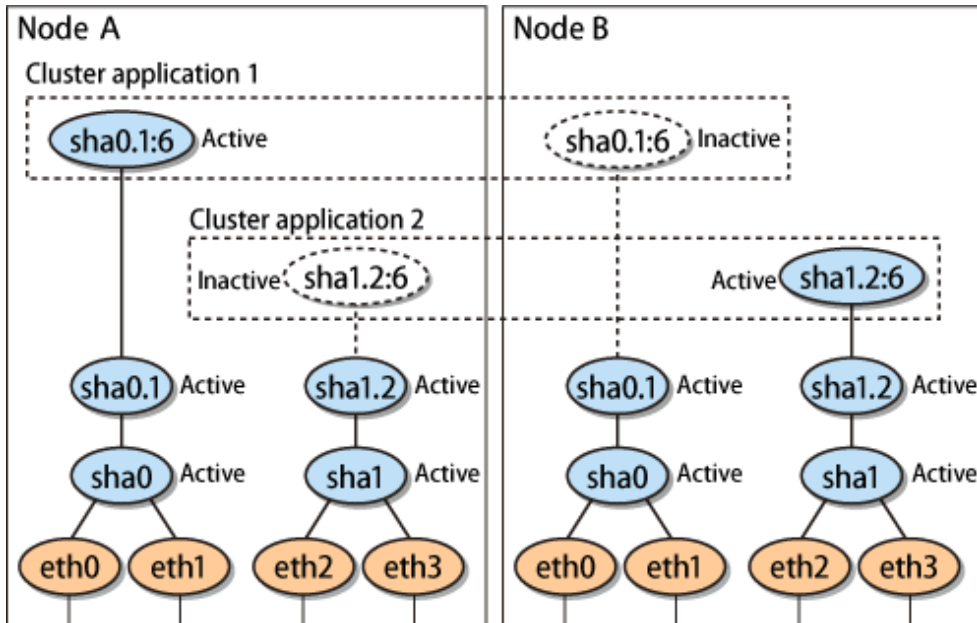 Node A
Node B
Cluster application 1
sha0.1:6 Active
sha0.1:6 Inactive
Cluster application 2
Inactive sha1.2:6
Active sha1.2:6
sha0.1 Active
sha1.2 Active
sha0.1 Active
sha1.2 Active
sha0 Active
sha1 Active
sha0 Active
sha1 Active
eth0
eth1
eth2
eth3
eth0
eth1
eth2
eth3